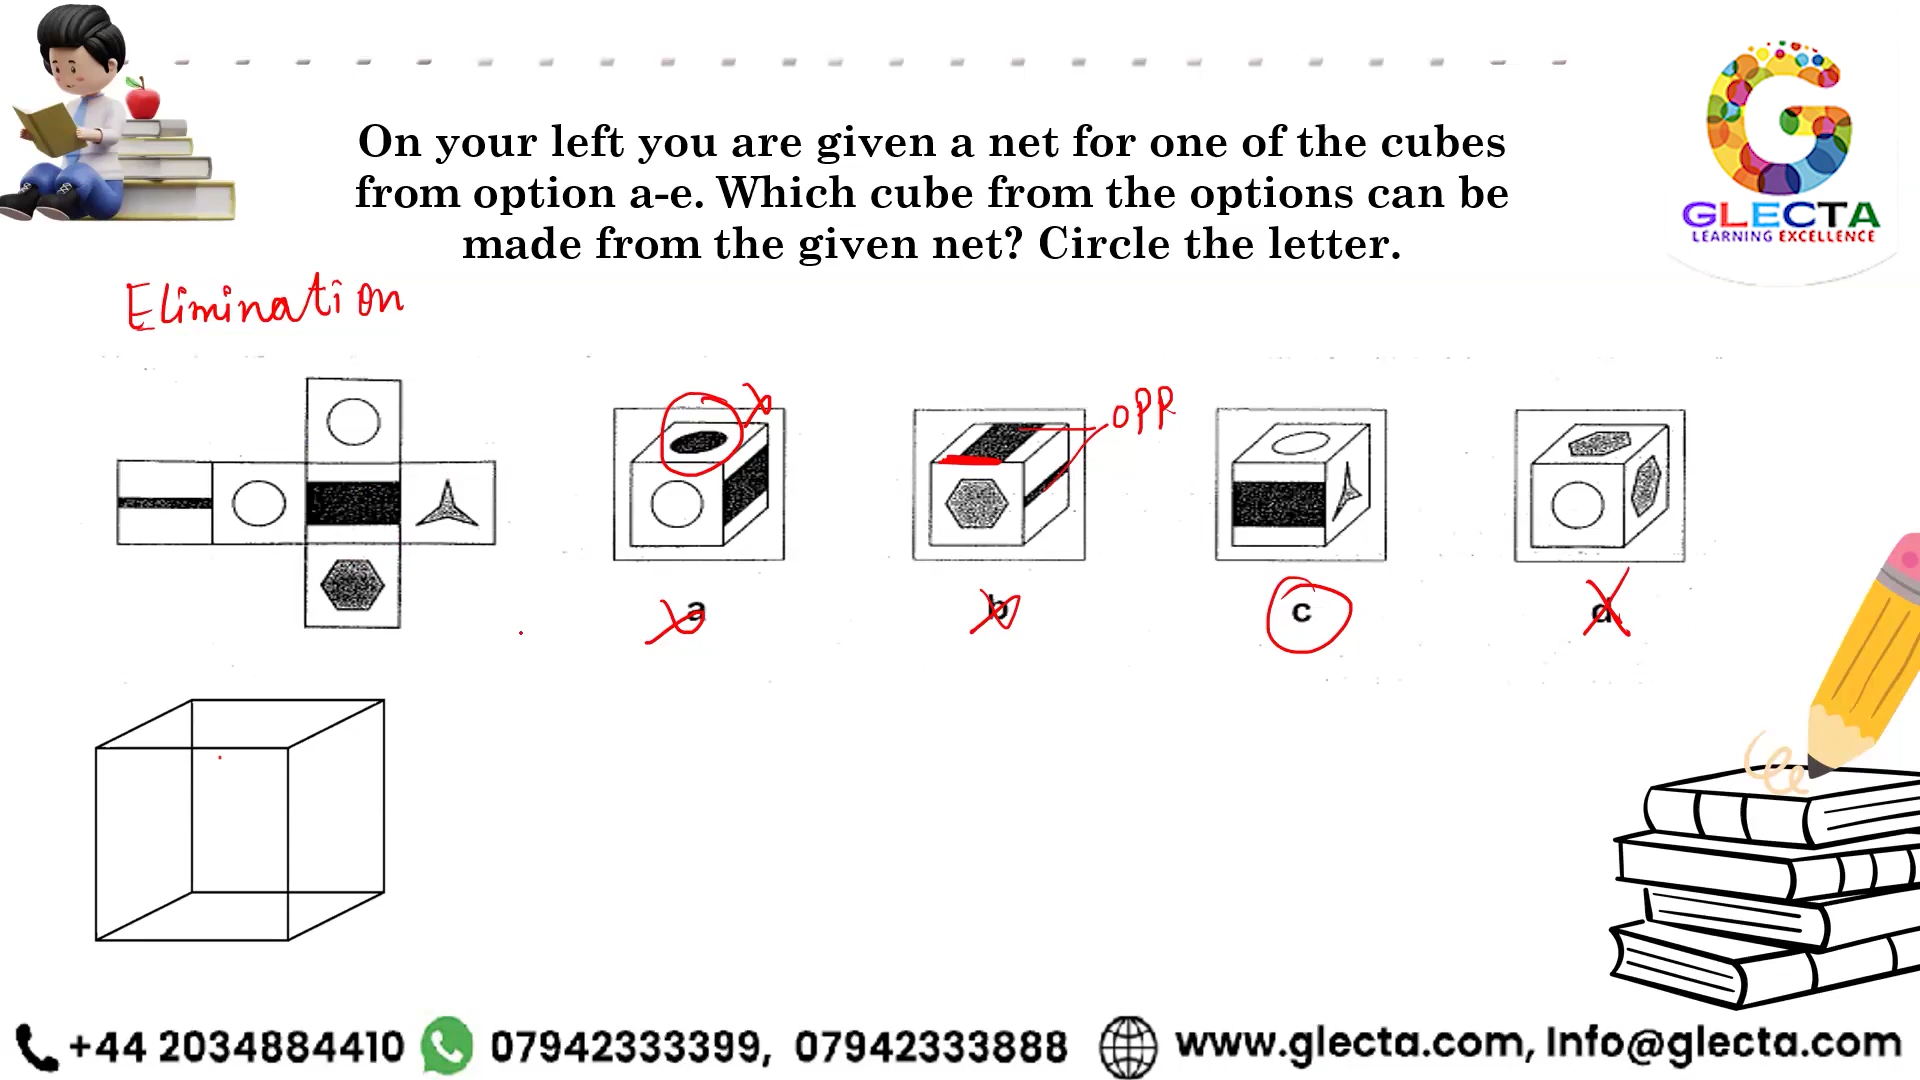 On your left you are given a net for one of the cubes
from option a-e. Which cube from the options can be
made from the given net? Circle the letter.
GLECTA
LEARNING EXCELLENCE
Elimination
OPP
a
b
c
d
+44 2034884410
07942333399, 07942333888
www.glecta.com, Info@glecta.com